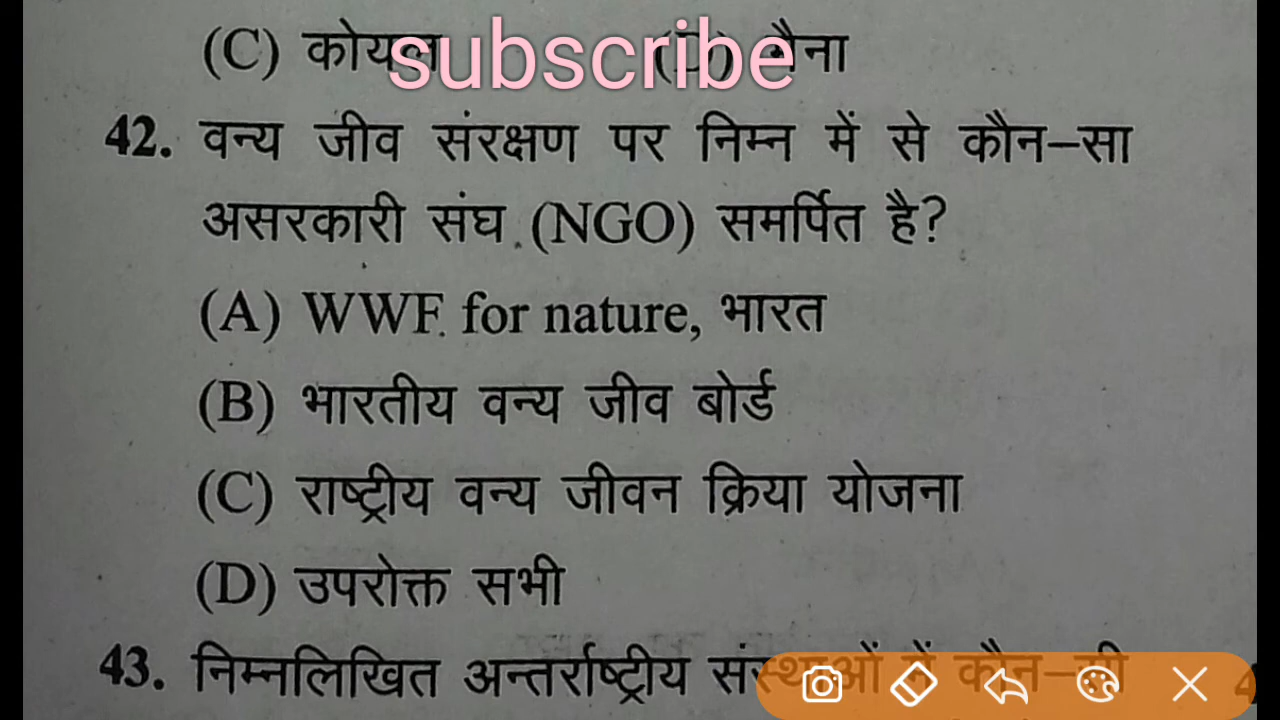 (C) कोयल subscribe (D) मैना
42. वन्य जीव संरक्षण पर निम्न में से कौन–सा
असरकारी संघ (NGO) समर्पित है?
(A) WWF for nature, भारत
(B) भारतीय वन्य जीव बोर्ड
(C) राष्ट्रीय वन्य जीवन क्रिया योजना
(D) उपरोक्त सभी
43. निम्नलिखित अन्तर्राष्ट्रीय संस्थाओं में कौन–सी